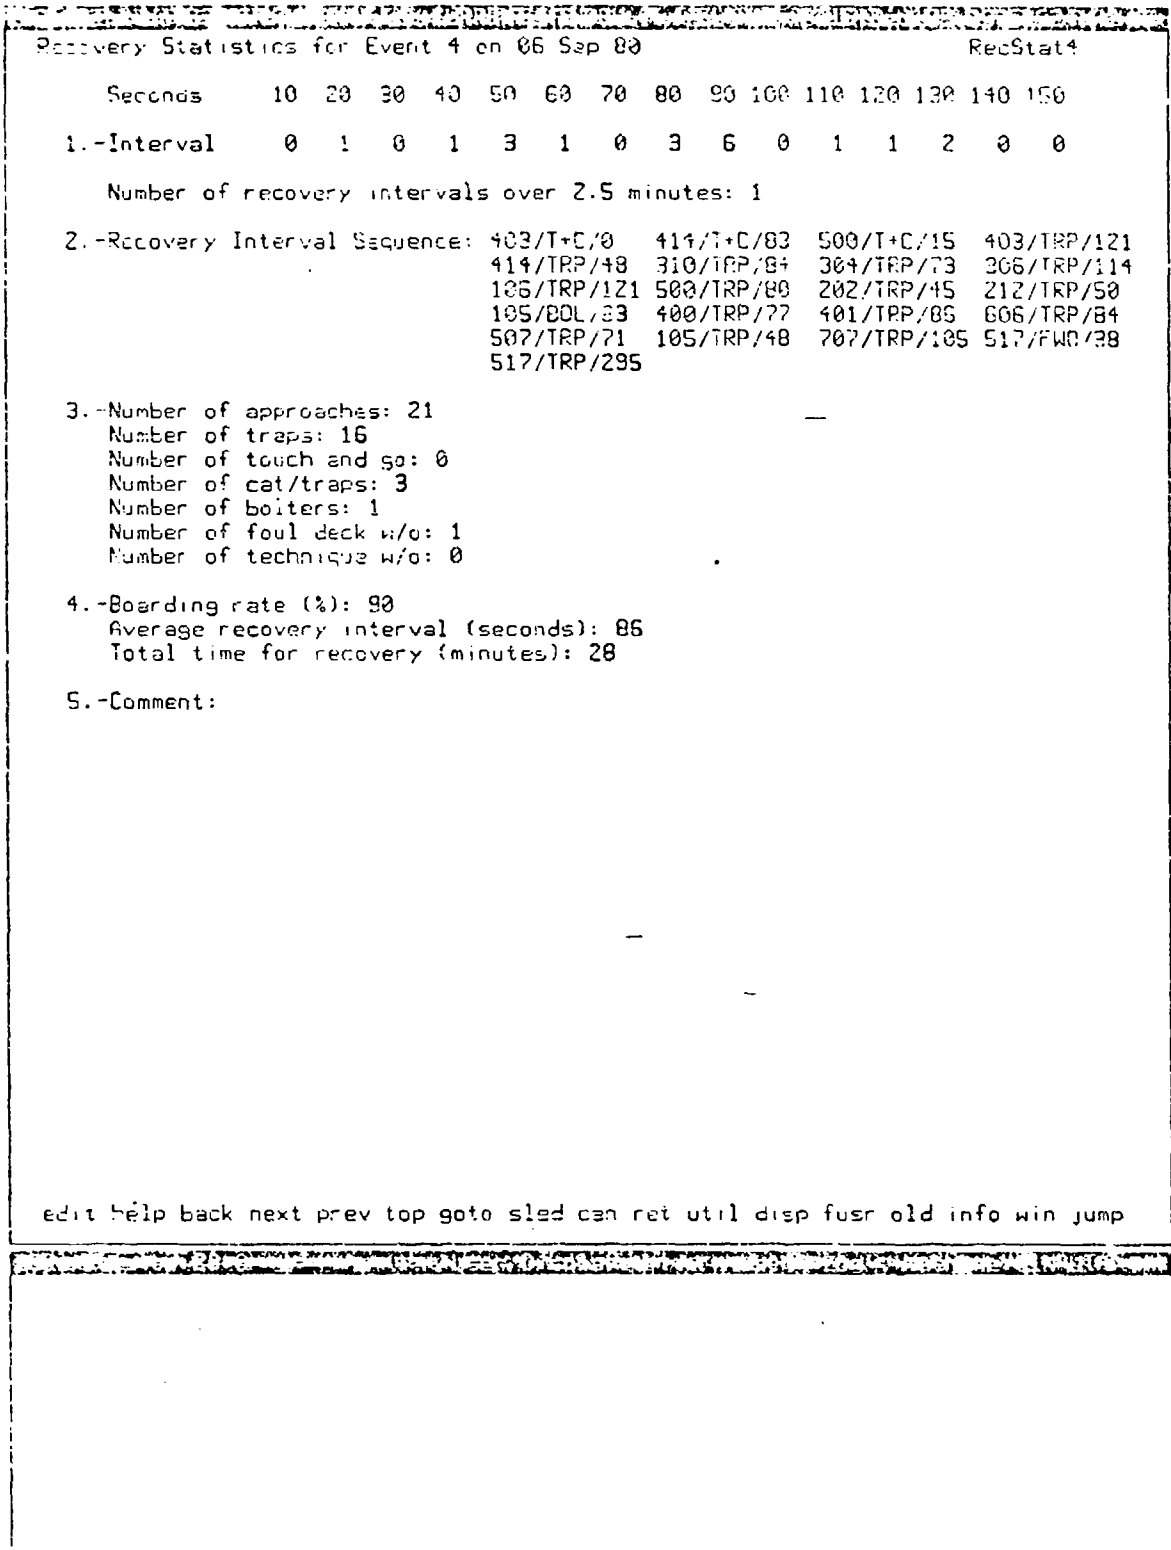 Recovery Statistics for Event 4 on 06 Sep 80 RecStat4
Seconds 10 20 30 40 50 60 70 80 90 100 110 120 130 140 150
1.-Interval 0 1 0 1 3 1 0 3 6 0 1 1 2 0 0
Number of recovery intervals over 2.5 minutes: 1
2.-Recovery Interval Sequence: 403/T+C/0 414/T+C/83 500/T+C/15 403/TRP/121
414/TRP/48 310/TRP/84 304/TRP/73 306/TRP/114
106/TRP/121 500/TRP/80 202/TRP/45 212/TRP/50
105/BOL/33 400/TRP/77 401/TRP/86 606/TRP/84
507/TRP/71 105/TRP/48 707/TRP/105 517/FWO/38
517/TRP/295
3.-Number of approaches: 21
Number of traps: 16
Number of touch and go: 0
Number of cat/traps: 3
Number of bolters: 1
Number of foul deck w/o: 1
Number of technique w/o: 0
4.-Boarding rate (%): 90
Average recovery interval (seconds): 86
Total time for recovery (minutes): 28
5.-Comment:
edit help back next prev top goto sled can ret util disp fusr old info win jump